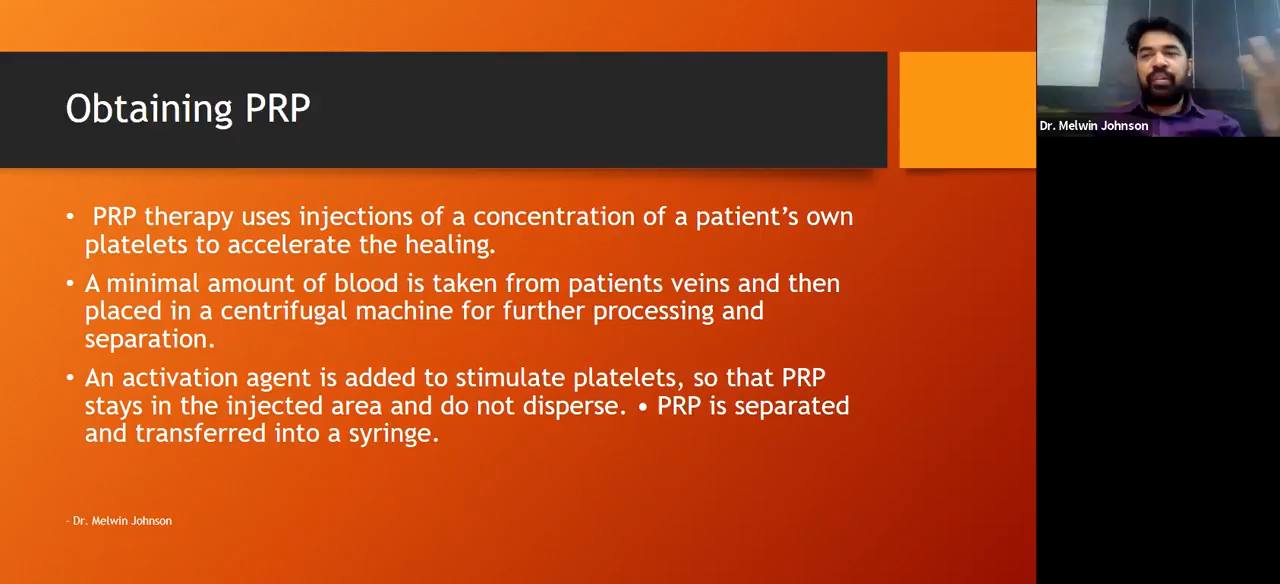 Obtaining PRP
• PRP therapy uses injections of a concentration of a patient’s own
platelets to accelerate the healing.
• A minimal amount of blood is taken from patients veins and then
placed in a centrifugal machine for further processing and
separation.
• An activation agent is added to stimulate platelets, so that PRP
stays in the injected area and do not disperse. • PRP is separated
and transferred into a syringe.
- Dr. Melwin Johnson
Dr. Melwin Johnson